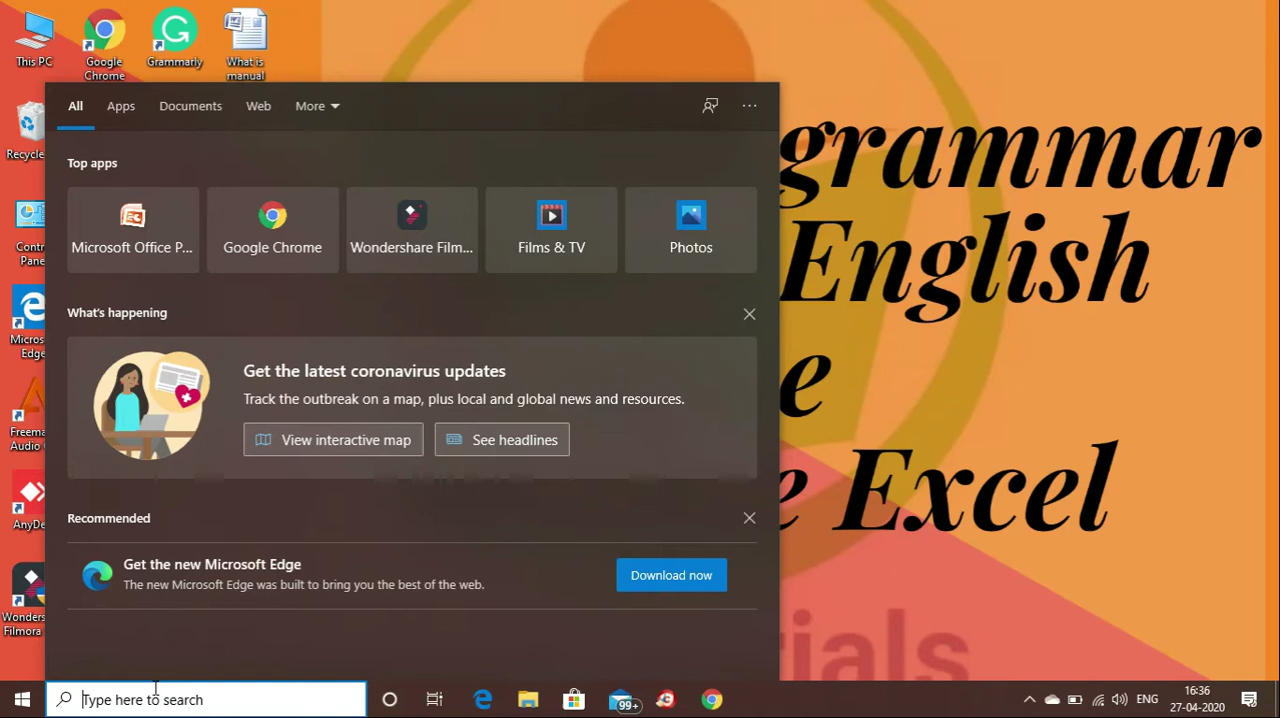 This PC
Google
Chrome
Grammarly
What is
manual
Recycle
Contr
Pane
Micros
Edge
Freema
Audio
AnyDe
Wonders
Filmora
All
Apps
Documents
Web
More
Top apps
Microsoft Office P...
Google Chrome
Wondershare Film...
Films & TV
Photos
What's happening
Get the latest coronavirus updates
Track the outbreak on a map, plus local and global news and resources.
View interactive map
See headlines
Recommended
Get the new Microsoft Edge
The new Microsoft Edge was built to bring you the best of the web.
Download now
grammar
English
e
e Excel
rials
Type here to search
99+
ENG
16:36
27-04-2020